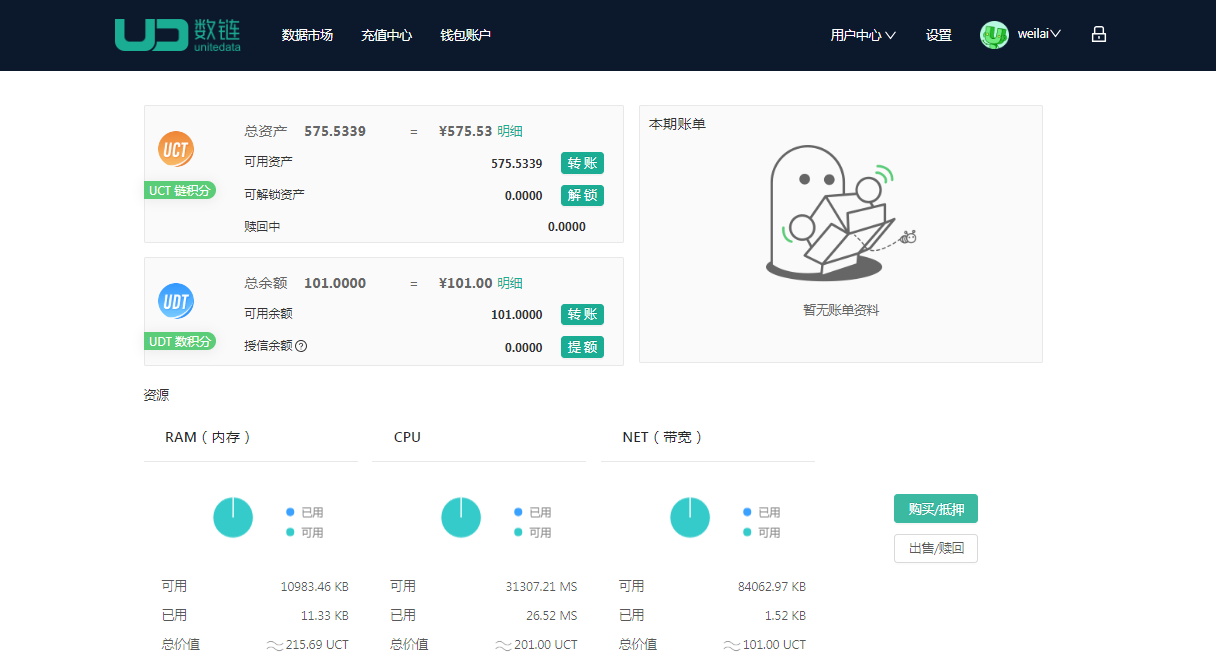 数链
unitedata
数据市场 充值中心 钱包账户 用户中心 设置 weilai
UCT
UCT 链积分
总资产 575.5339 = ¥575.53 明细
可用资产 575.5339 转账
可解锁资产 0.0000 解锁
赎回中 0.0000
本期账单
暂无账单资料
UDT
UDT 数积分
总余额 101.0000 = ¥101.00 明细
可用余额 101.0000 转账
授信余额 ? 0.0000 提额
资源
RAM（内存） CPU NET（带宽）
已用 已用 已用
可用 可用 可用
购买/抵押
出售/赎回
可用 10983.46 KB 可用 31307.21 MS 可用 84062.97 KB
已用 11.33 KB 已用 26.52 MS 已用 1.52 KB
总价值 ≈215.69 UCT 总价值 ≈201.00 UCT 总价值 ≈101.00 UCT